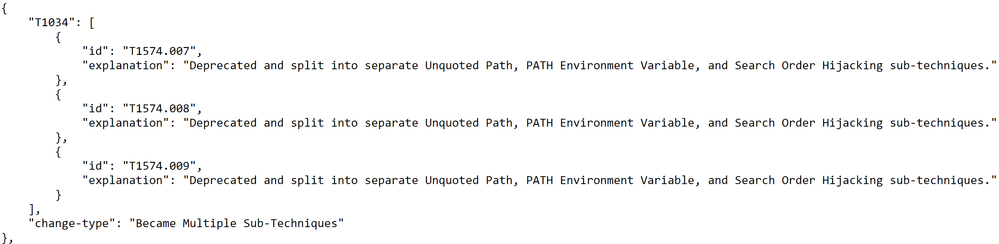 {
    "T1034": [
        {
            "id": "T1574.007",
            "explanation": "Deprecated and split into separate Unquoted Path, PATH Environment Variable, and Search Order Hijacking sub-techniques."
        },
        {
            "id": "T1574.008",
            "explanation": "Deprecated and split into separate Unquoted Path, PATH Environment Variable, and Search Order Hijacking sub-techniques."
        },
        {
            "id": "T1574.009",
            "explanation": "Deprecated and split into separate Unquoted Path, PATH Environment Variable, and Search Order Hijacking sub-techniques."
        }
    ],
    "change-type": "Became Multiple Sub-Techniques"
},